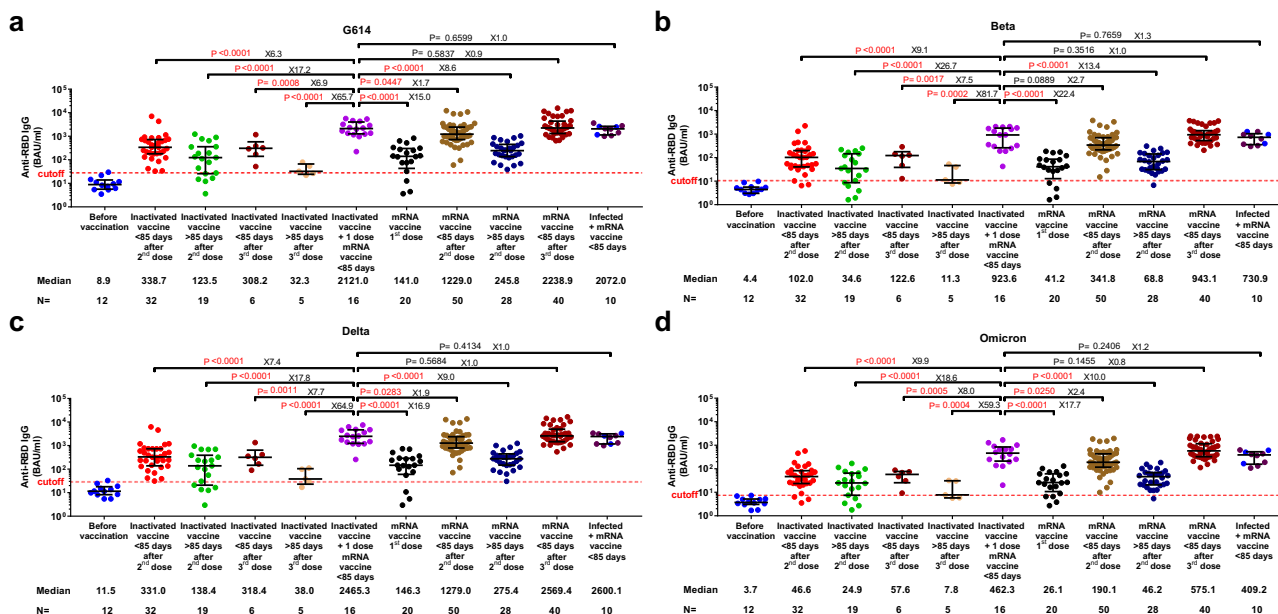 a
G614
P= 0.6599 X1.0
P= 0.5837 X0.9
P <0.0001 X6.3
P <0.0001 X17.2
P <0.0001 X8.6
P= 0.0008 X6.9
P= 0.0447 X1.7
P <0.0001 X65.7
P <0.0001 X15.0
Anti-RBD IgG
(BAU/ml)
10⁵
10⁴
10³
10²
10¹
10⁰
cutoff
Before
vaccination
Inactivated
vaccine
<85 days
after
2nd dose
Inactivated
vaccine
>85 days
after
2nd dose
Inactivated
vaccine
<85 days
after
3rd dose
Inactivated
vaccine
>85 days
after
3rd dose
Inactivated
vaccine
+ 1 dose
mRNA
vaccine
<85 days
mRNA
vaccine
1st dose
mRNA
vaccine
<85 days
after
2nd dose
mRNA
vaccine
>85 days
after
2nd dose
mRNA
vaccine
<85 days
after
3rd dose
Infected
+ mRNA
vaccine
<85 days
Median 8.9 338.7 123.5 308.2 32.3 2121.0 141.0 1229.0 245.8 2238.9 2072.0
N= 12 32 19 6 5 16 20 50 28 40 10
b
Beta
P= 0.7659 X1.3
P= 0.3516 X1.0
P <0.0001 X9.1
P <0.0001 X26.7
P <0.0001 X13.4
P= 0.0017 X7.5
P= 0.0889 X2.7
P= 0.0002 X81.7
P <0.0001 X22.4
Anti-RBD IgG
(BAU/ml)
10⁵
10⁴
10³
10²
10¹
10⁰
cutoff
Before
vaccination
Inactivated
vaccine
<85 days
after
2nd dose
Inactivated
vaccine
>85 days
after
2nd dose
Inactivated
vaccine
<85 days
after
3rd dose
Inactivated
vaccine
>85 days
after
3rd dose
Inactivated
vaccine
+ 1 dose
mRNA
vaccine
<85 days
mRNA
vaccine
1st dose
mRNA
vaccine
<85 days
after
2nd dose
mRNA
vaccine
>85 days
after
2nd dose
mRNA
vaccine
<85 days
after
3rd dose
Infected
+ mRNA
vaccine
<85 days
Median 4.4 102.0 34.6 122.6 11.3 923.6 41.2 341.8 68.8 943.1 730.9
N= 12 32 19 6 5 16 20 50 28 40 10
c
Delta
P= 0.4134 X1.0
P= 0.5684 X1.0
P <0.0001 X7.4
P <0.0001 X17.8
P <0.0001 X9.0
P= 0.0011 X7.7
P= 0.0283 X1.9
P <0.0001 X64.9
P <0.0001 X16.9
Anti-RBD IgG
(BAU/ml)
10⁵
10⁴
10³
10²
10¹
10⁰
cutoff
Before
vaccination
Inactivated
vaccine
<85 days
after
2nd dose
Inactivated
vaccine
>85 days
after
2nd dose
Inactivated
vaccine
<85 days
after
3rd dose
Inactivated
vaccine
>85 days
after
3rd dose
Inactivated
vaccine
+ 1 dose
mRNA
vaccine
<85 days
mRNA
vaccine
1st dose
mRNA
vaccine
<85 days
after
2nd dose
mRNA
vaccine
>85 days
after
2nd dose
mRNA
vaccine
<85 days
after
3rd dose
Infected
+ mRNA
vaccine
<85 days
Median 11.5 331.0 138.4 318.4 38.0 2465.3 146.3 1279.0 275.4 2569.4 2600.1
N= 12 32 19 6 5 16 20 50 28 40 10
d
Omicron
P= 0.2406 X1.2
P= 0.1455 X0.8
P <0.0001 X9.9
P <0.0001 X18.6
P <0.0001 X10.0
P= 0.0005 X8.0
P= 0.0250 X2.4
P= 0.0004 X59.3
P <0.0001 X17.7
Anti-RBD IgG
(BAU/ml)
10⁵
10⁴
10³
10²
10¹
10⁰
cutoff
Before
vaccination
Inactivated
vaccine
<85 days
after
2nd dose
Inactivated
vaccine
>85 days
after
2nd dose
Inactivated
vaccine
<85 days
after
3rd dose
Inactivated
vaccine
>85 days
after
3rd dose
Inactivated
vaccine
+ 1 dose
mRNA
vaccine
<85 days
mRNA
vaccine
1st dose
mRNA
vaccine
<85 days
after
2nd dose
mRNA
vaccine
>85 days
after
2nd dose
mRNA
vaccine
<85 days
after
3rd dose
Infected
+ mRNA
vaccine
<85 days
Median 3.7 46.6 24.9 57.6 7.8 462.3 26.1 190.1 46.2 575.1 409.2
N= 12 32 19 6 5 16 20 50 28 40 10